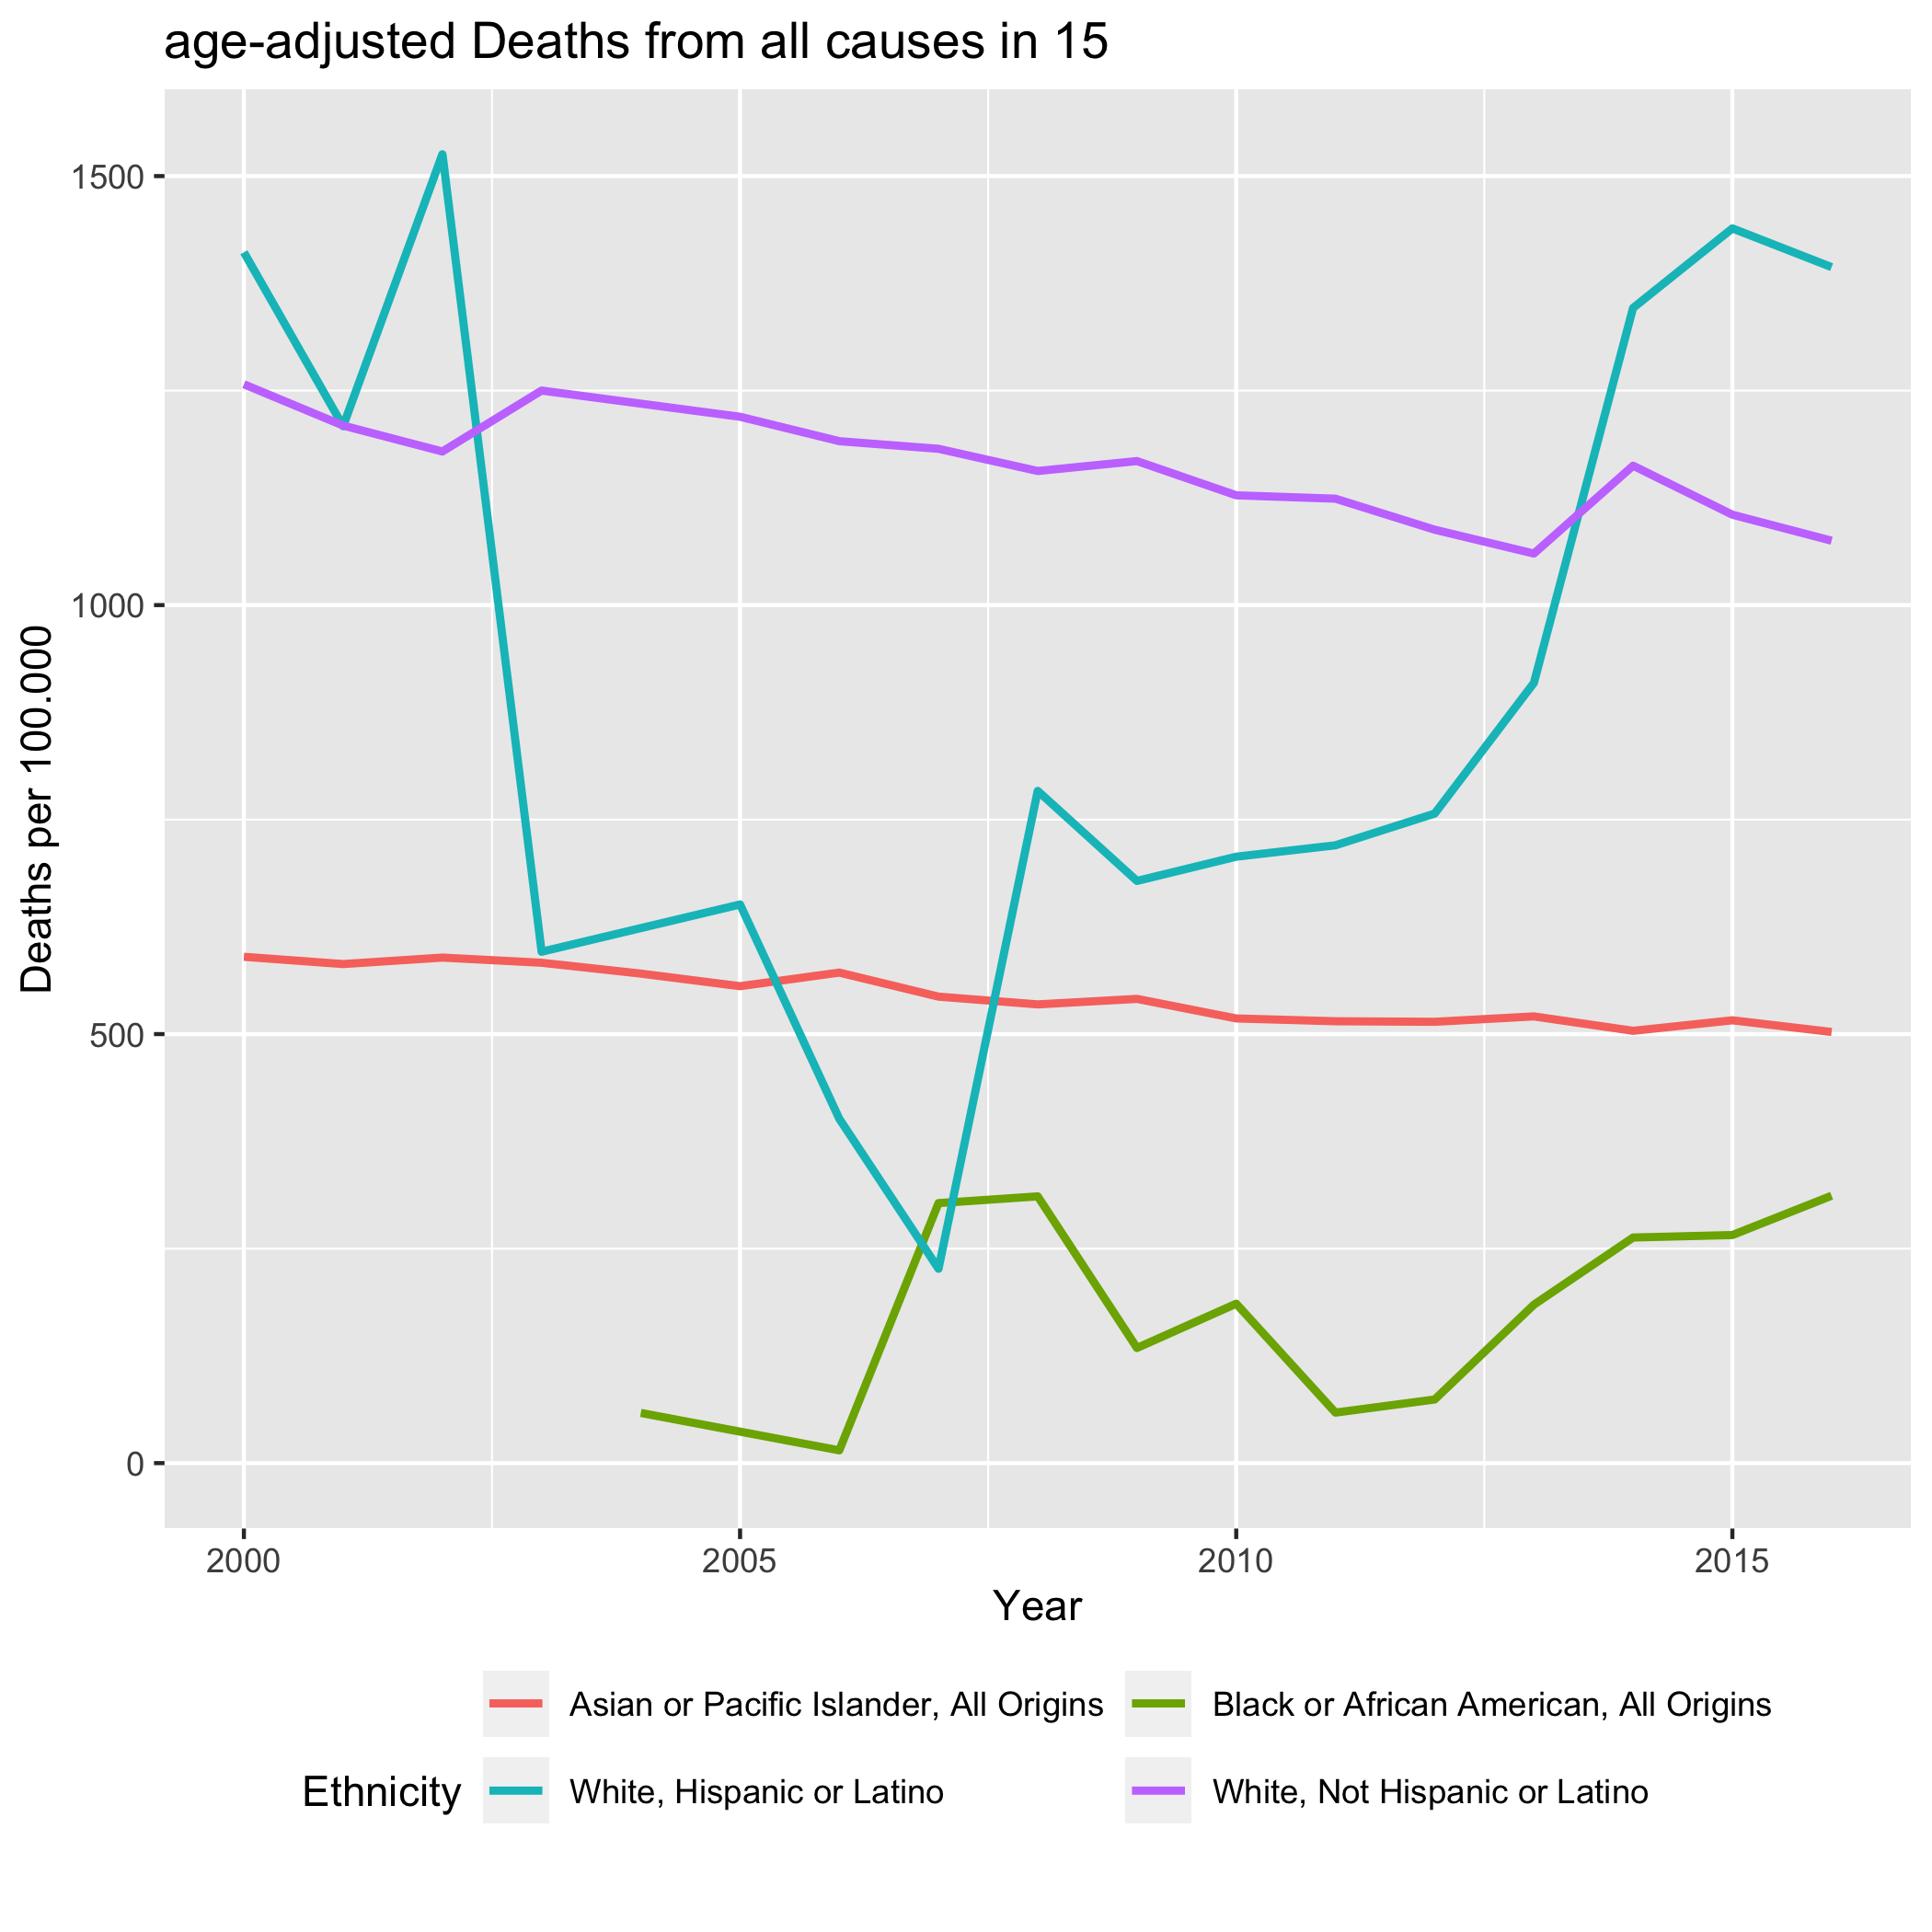 age-adjusted Deaths from all causes in 15
Deaths per 100.000
1500
1000
500
0
2000 2005 2010 2015
Year
Ethnicity
Asian or Pacific Islander, All Origins Black or African American, All Origins
White, Hispanic or Latino White, Not Hispanic or Latino